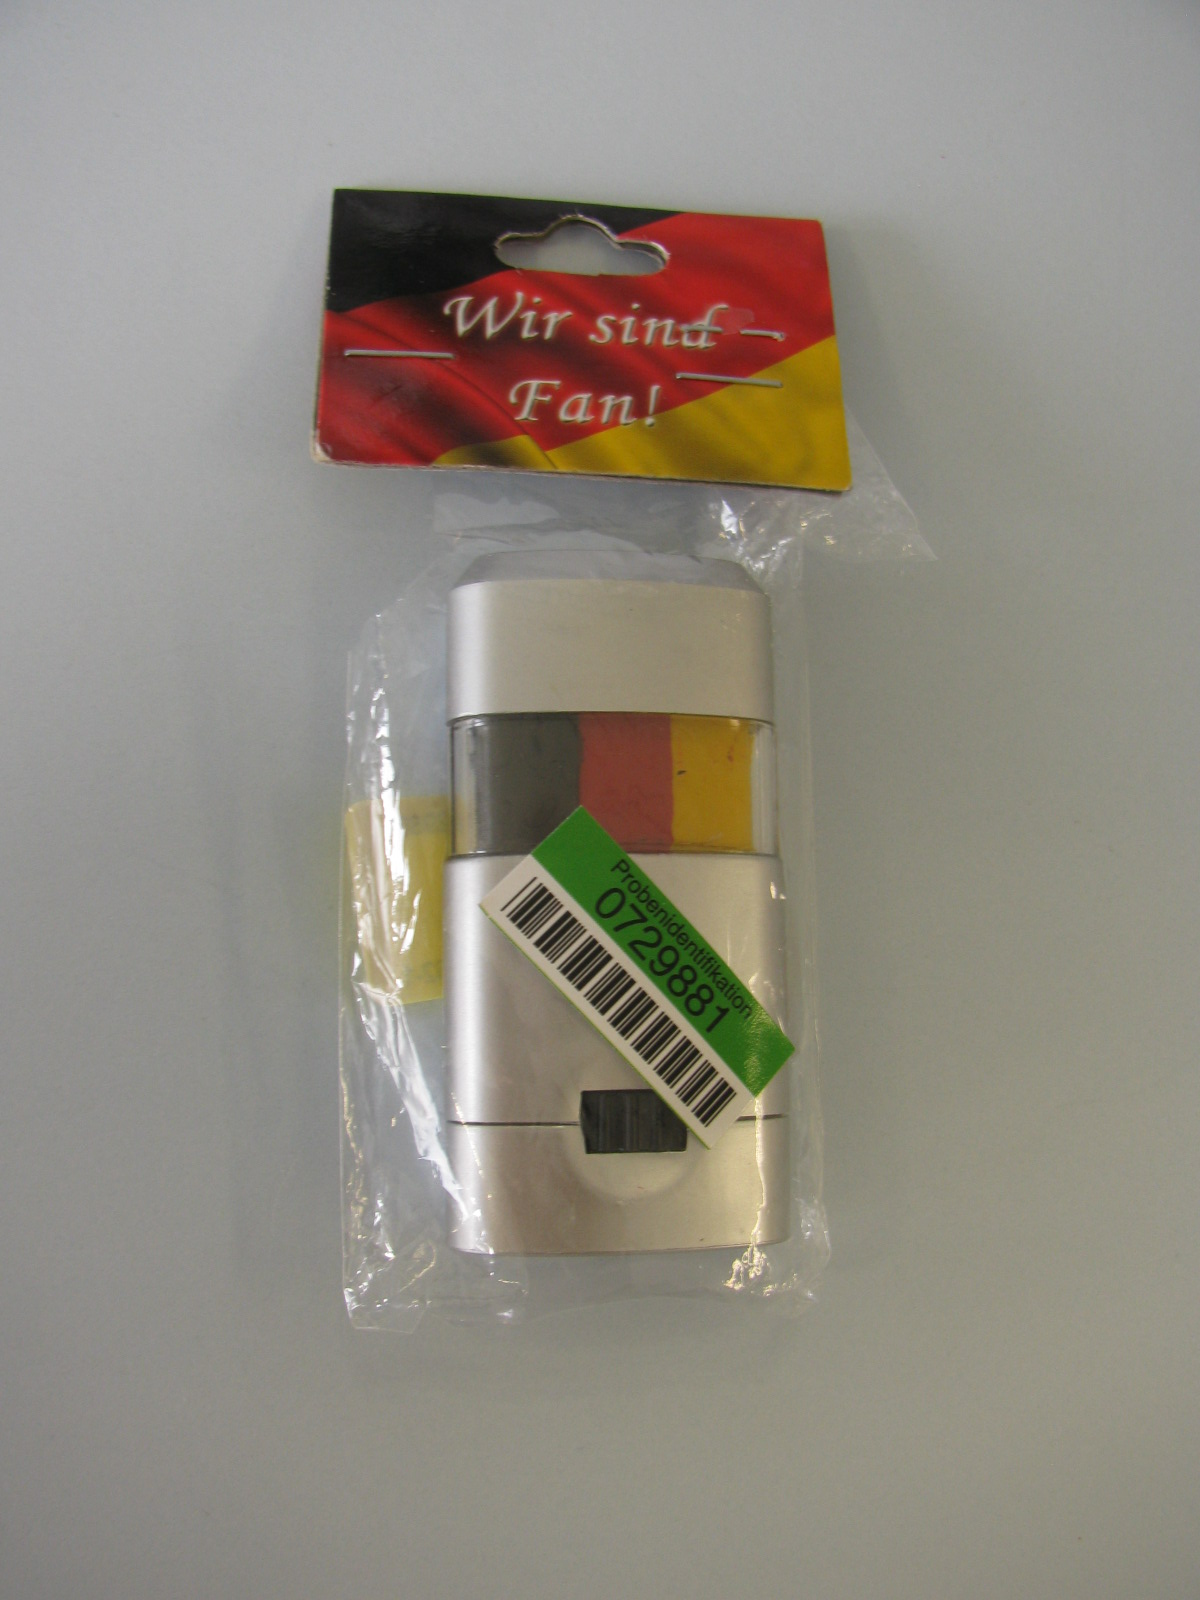 Wir sind
Fan!
Probenidentifikation
0729881